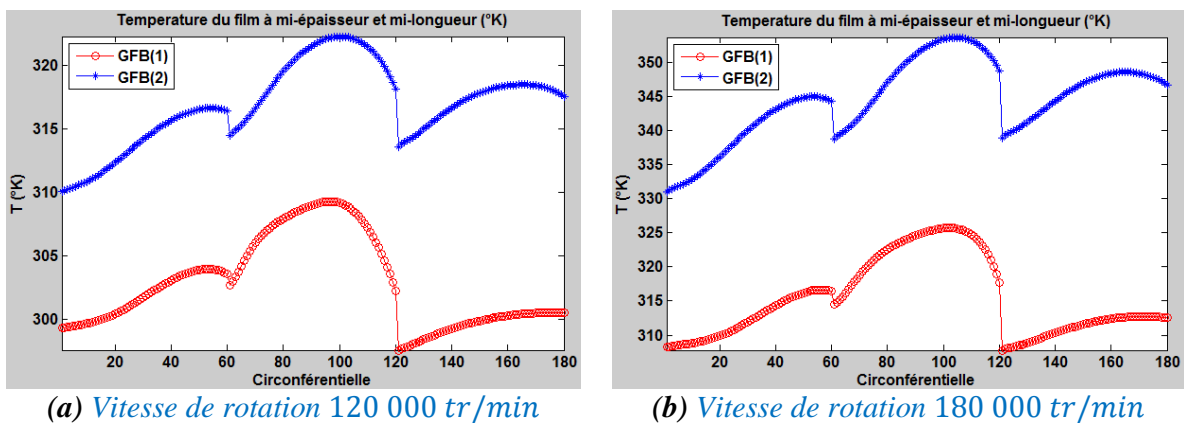 Temperature du film à mi-épaisseur et mi-longueur (°K)
GFB(1)
GFB(2)
320
315
310
305
300
T (°K)
20 40 60 80 100 120 140 160 180
Circonférentielle
(a) Vitesse de rotation 120 000 tr/min
Temperature du film à mi-épaisseur et mi-longueur (°K)
GFB(1)
GFB(2)
350
345
340
335
330
325
320
315
310
T (°K)
20 40 60 80 100 120 140 160 180
Circonférentielle
(b) Vitesse de rotation 180 000 tr/min